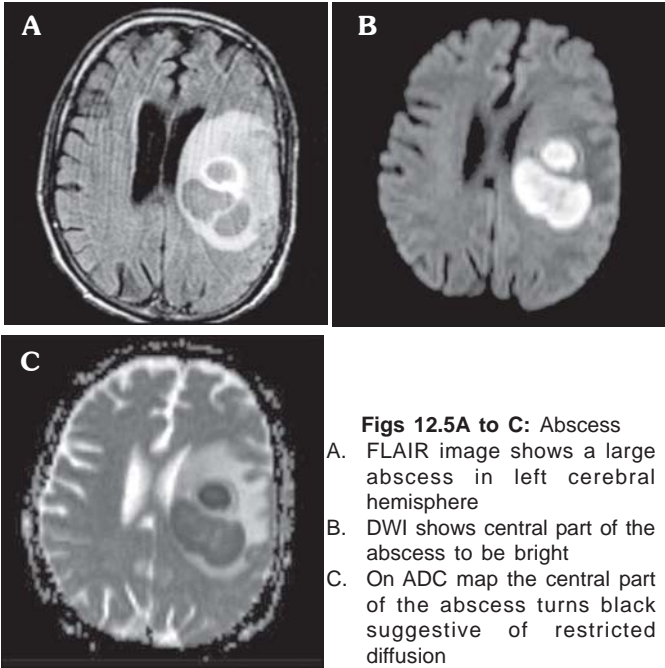 A
B
C
Figs 12.5A to C: Abscess
A. FLAIR image shows a large
abscess in left cerebral
hemisphere
B. DWI shows central part of the
abscess to be bright
C. On ADC map the central part
of the abscess turns black
suggestive of restricted
diffusion